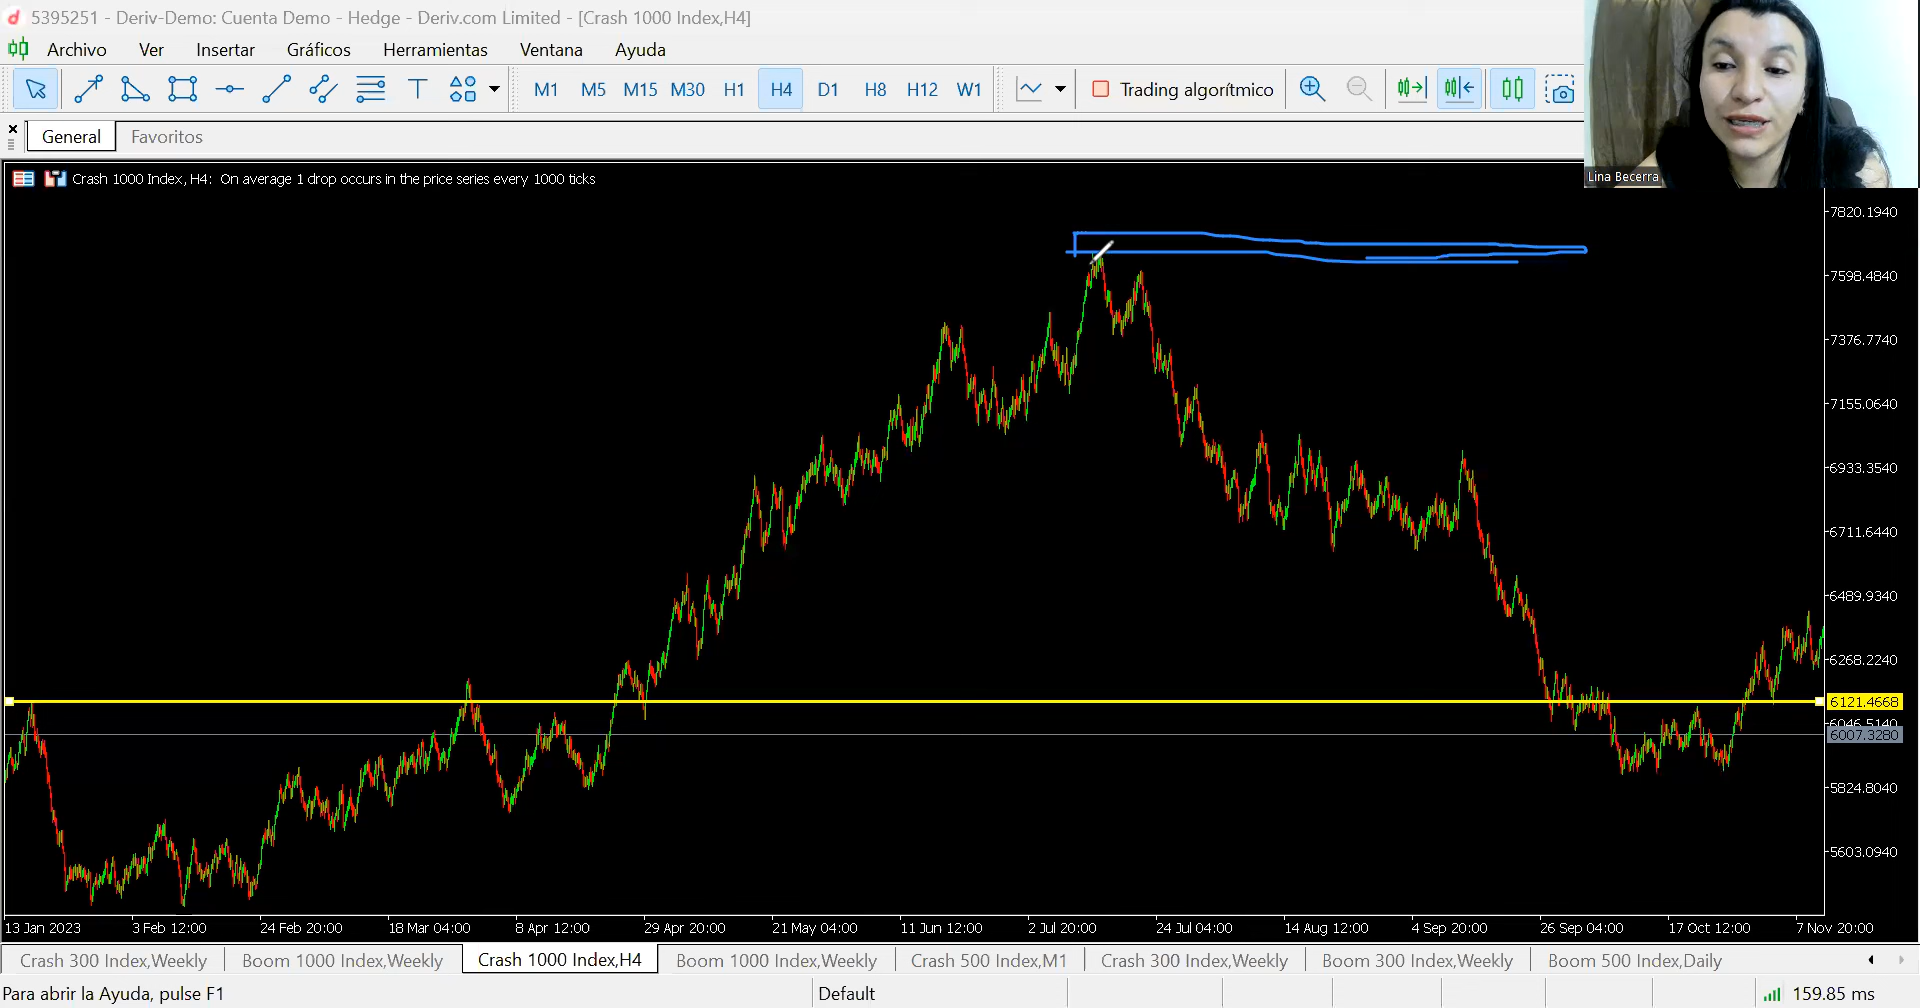 5395251 - Deriv-Demo: Cuenta Demo - Hedge - Deriv.com Limited - [Crash 1000 Index,H4]
Archivo Ver Insertar Gráficos Herramientas Ventana Ayuda
M1 M5 M15 M30 H1 H4 D1 H8 H12 W1 Trading algorítmico
General Favoritos
Lina Becerra
Crash 1000 Index, H4: On average 1 drop occurs in the price series every 1000 ticks
7820.1940
7598.4840
7376.7740
7155.0640
6933.3540
6711.6440
6489.9340
6268.2240
6121.4668
6046.5140
6007.3280
5824.8040
5603.0940
13 Jan 2023 3 Feb 12:00 24 Feb 20:00 18 Mar 04:00 8 Apr 12:00 29 Apr 20:00 21 May 04:00 11 Jun 12:00 2 Jul 20:00 24 Jul 04:00 14 Aug 12:00 4 Sep 20:00 26 Sep 04:00 17 Oct 12:00 7 Nov 20:00
Crash 300 Index,Weekly Boom 1000 Index,Weekly Crash 1000 Index,H4 Boom 1000 Index,Weekly Crash 500 Index,M1 Crash 300 Index,Weekly Boom 300 Index,Weekly Boom 500 Index,Daily
Para abrir la Ayuda, pulse F1 Default 159.85 ms